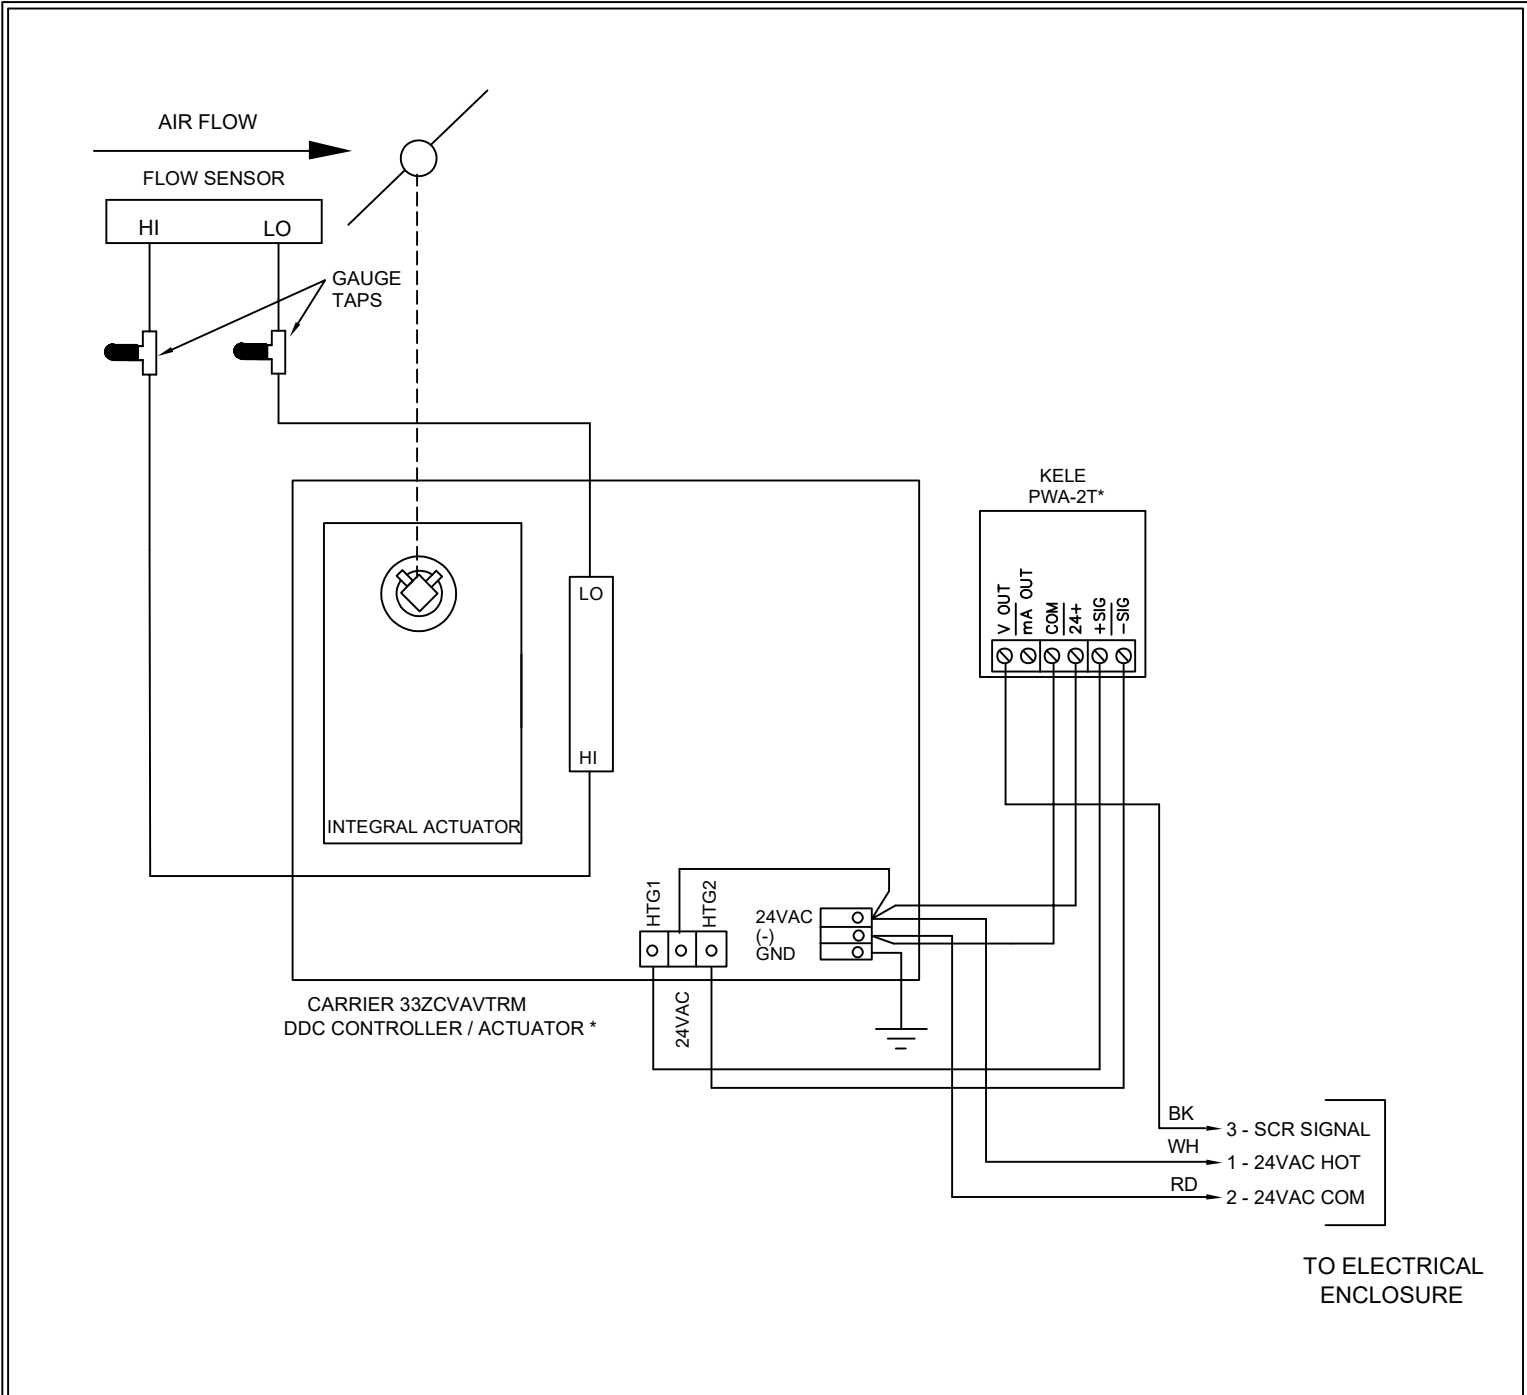 AIR FLOW
FLOW SENSOR
HI
LO
GAUGE
TAPS
KELE
PWA-2T*
V OUT
mA OUT
COM
24+
+SIG
-SIG
LO
HI
INTEGRAL ACTUATOR
HTG1
HTG2
24VAC
24VAC
(-)
GND
CARRIER 33ZCVAVTRM
DDC CONTROLLER / ACTUATOR *
BK
3 - SCR SIGNAL
WH
1 - 24VAC HOT
RD
2 - 24VAC COM
TO ELECTRICAL
ENCLOSURE